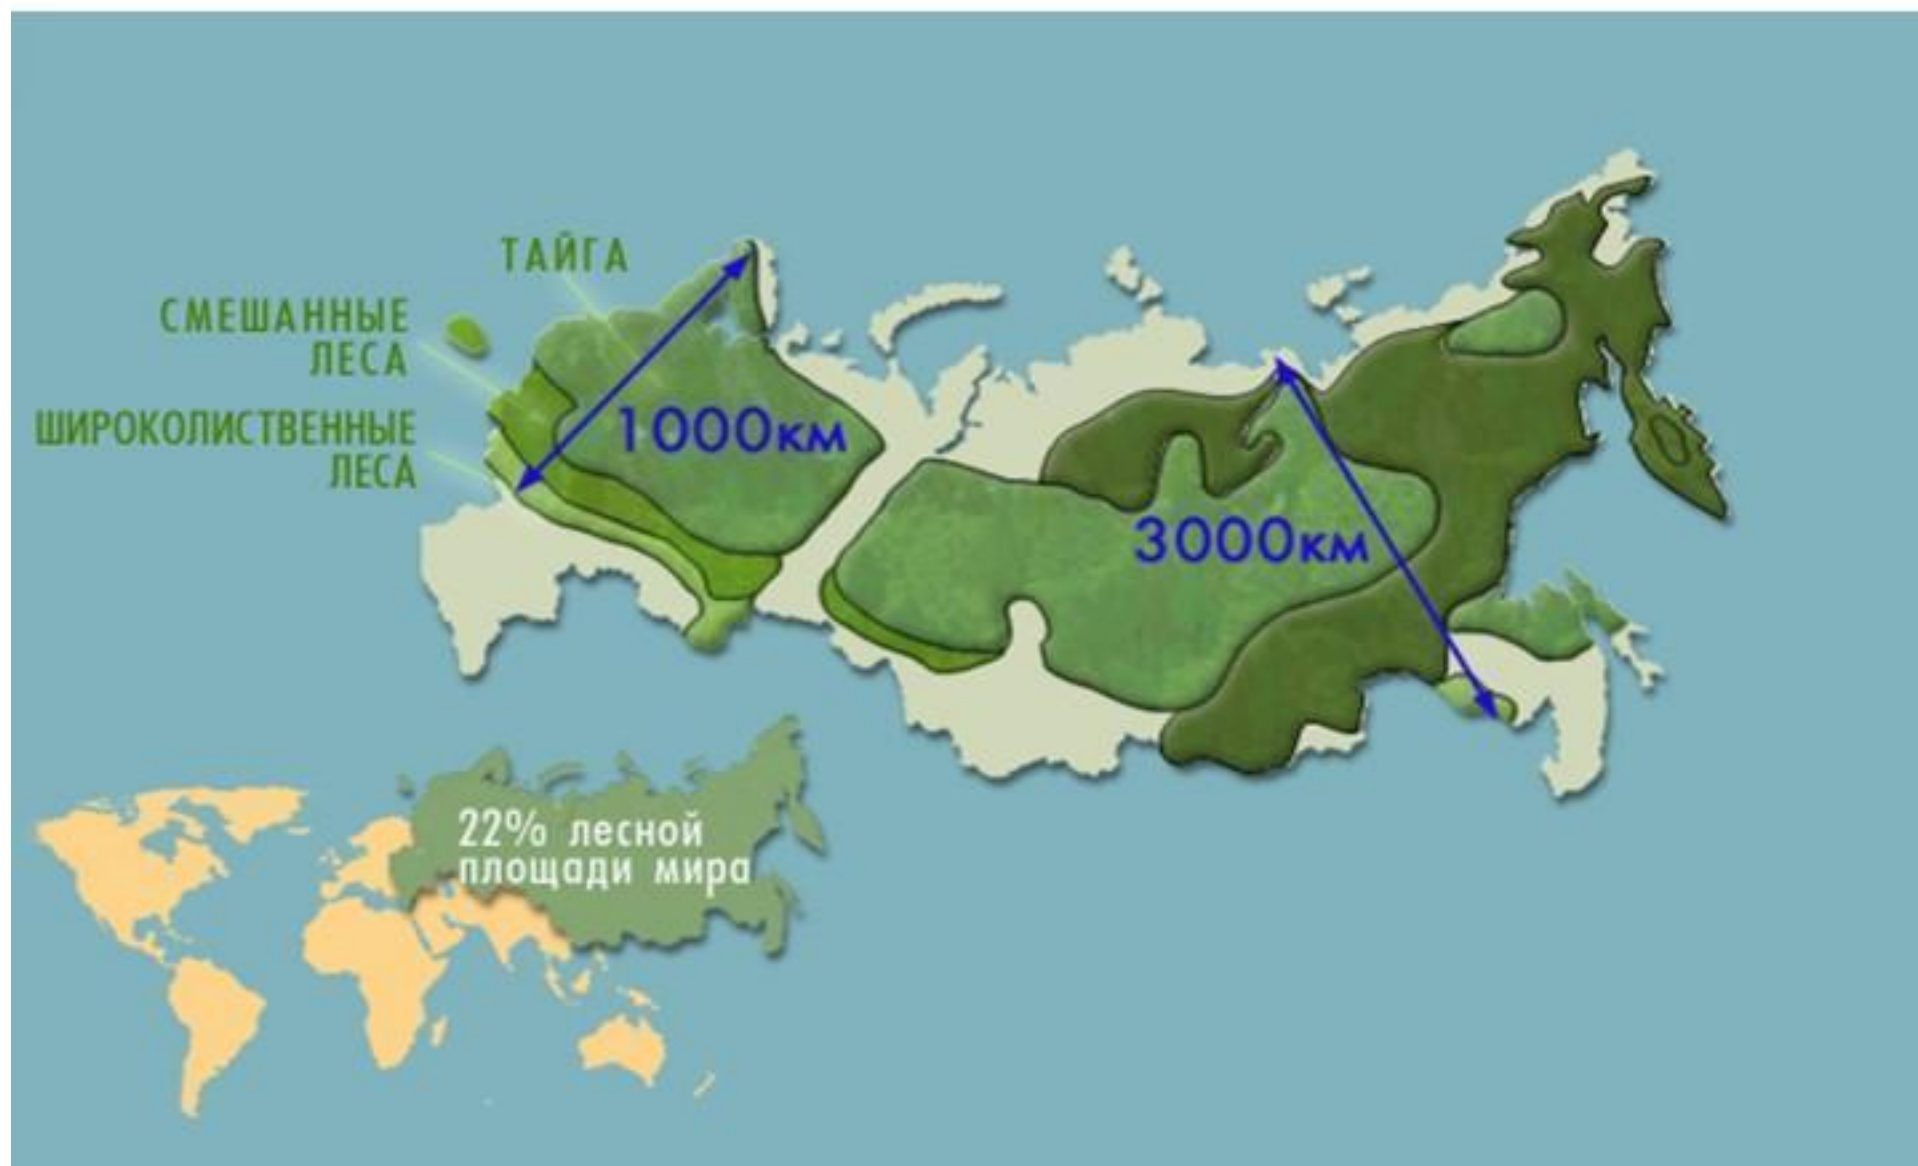 ТАЙГА
СМЕШАННЫЕ
ЛЕСА
ШИРОКОЛИСТВЕННЫЕ
ЛЕСА
1000км
3000км
22% лесной
площади мира